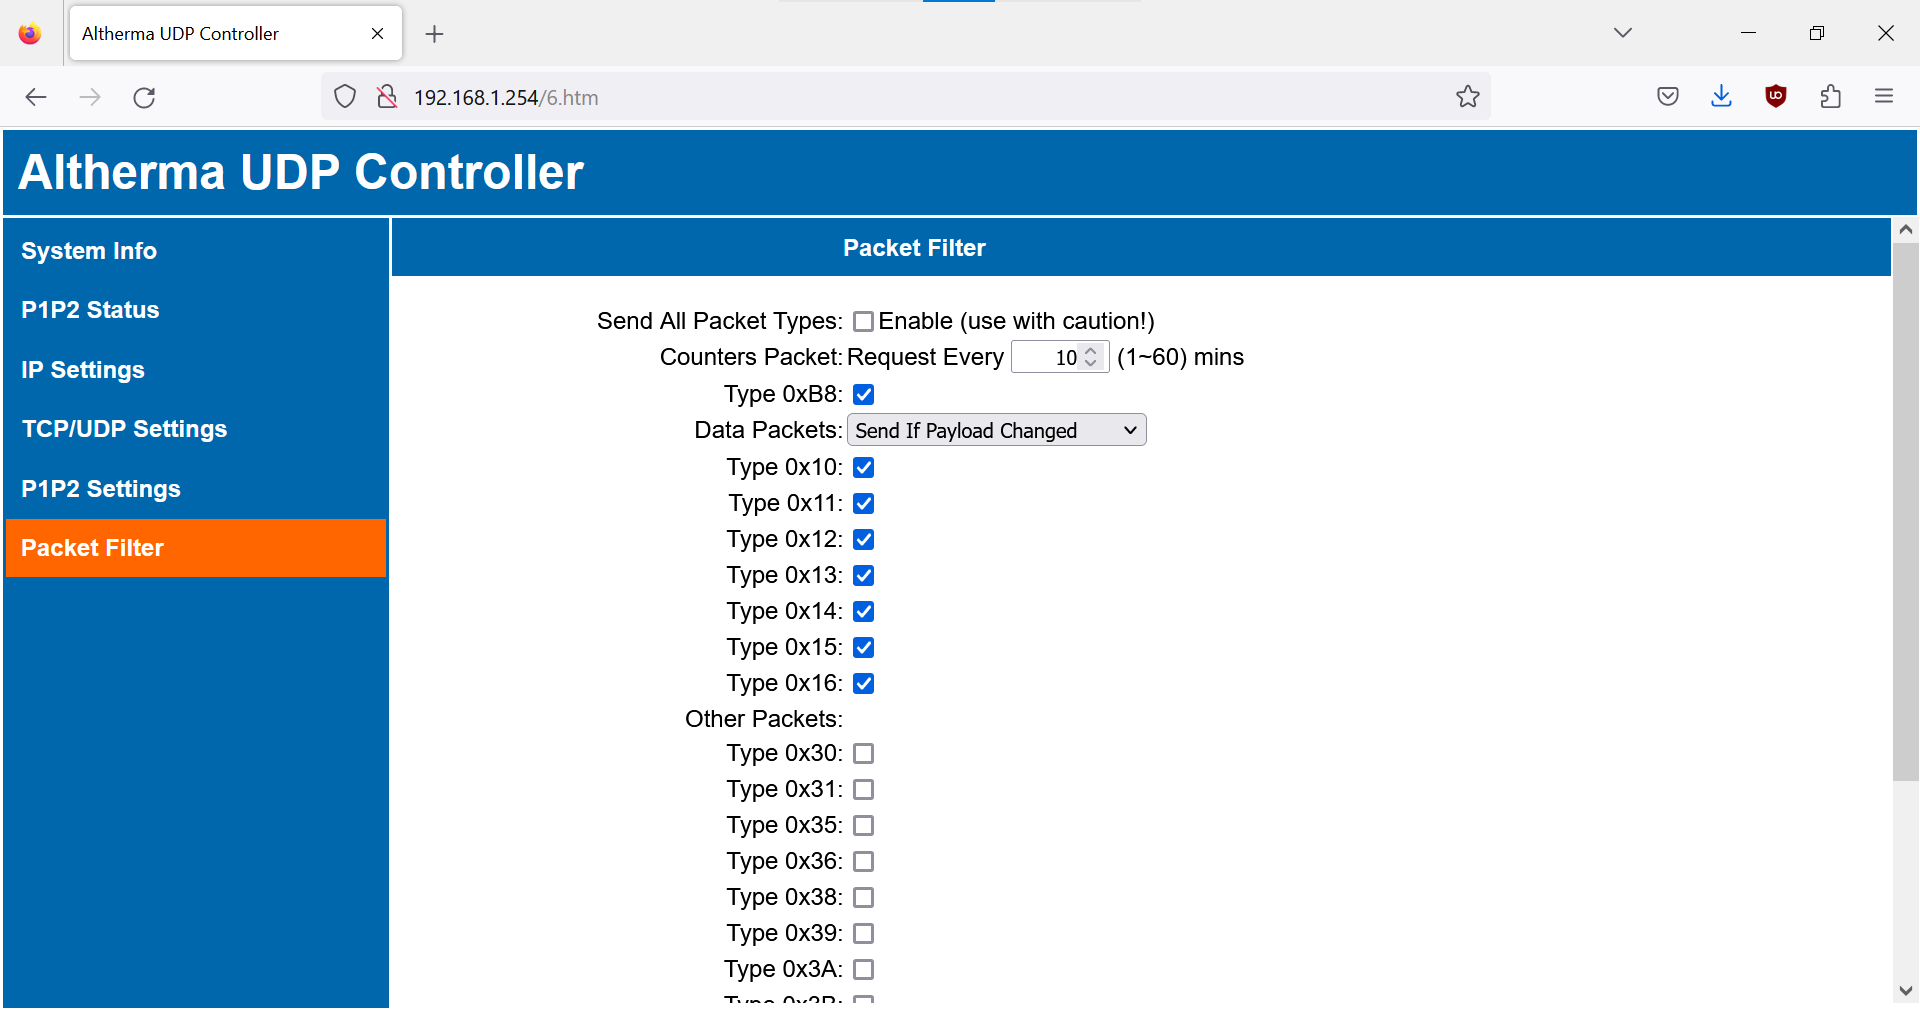 Altherma UDP Controller
192.168.1.254/6.htm
Altherma UDP Controller
System Info
P1P2 Status
IP Settings
TCP/UDP Settings
P1P2 Settings
Packet Filter
Packet Filter
Send All Packet Types: Enable (use with caution!)
Counters Packet: Request Every 10 (1~60) mins
Type 0xB8:
Data Packets: Send If Payload Changed
Type 0x10:
Type 0x11:
Type 0x12:
Type 0x13:
Type 0x14:
Type 0x15:
Type 0x16:
Other Packets:
Type 0x30:
Type 0x31:
Type 0x35:
Type 0x36:
Type 0x38:
Type 0x39:
Type 0x3A:
Type 0x3B: